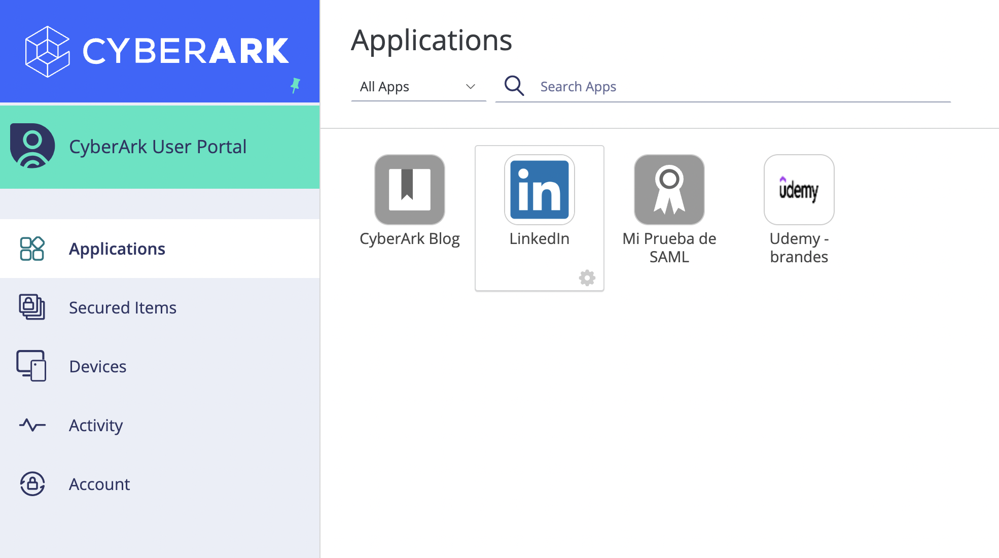 CYBERARK
CyberArk User Portal
Applications
Secured Items
Devices
Activity
Account
Applications
All Apps
Search Apps
CyberArk Blog
in
LinkedIn
Mi Prueba de
SAML
udemy
Udemy -
brandes